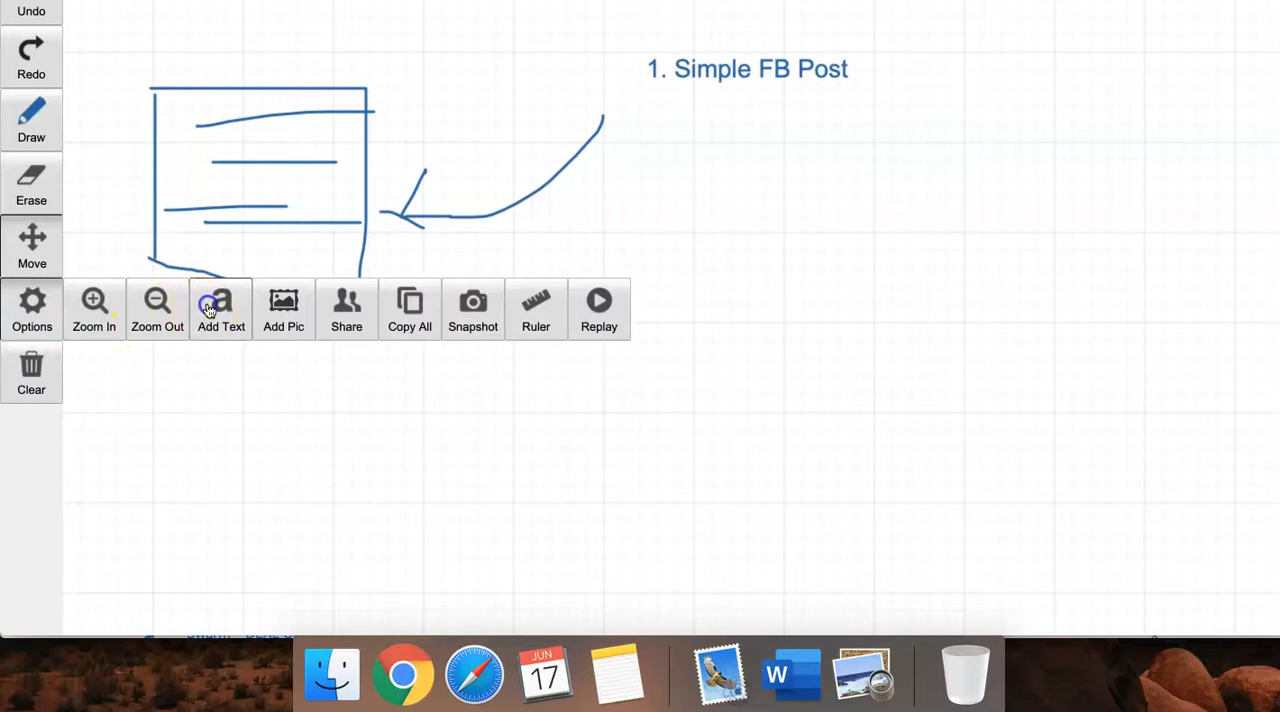 Undo
Redo
Draw
Erase
Move
Options
Zoom In
Zoom Out
a
Add Text
Add Pic
Share
Copy All
Snapshot
Ruler
Replay
Clear
1. Simple FB Post
JUN
17
W